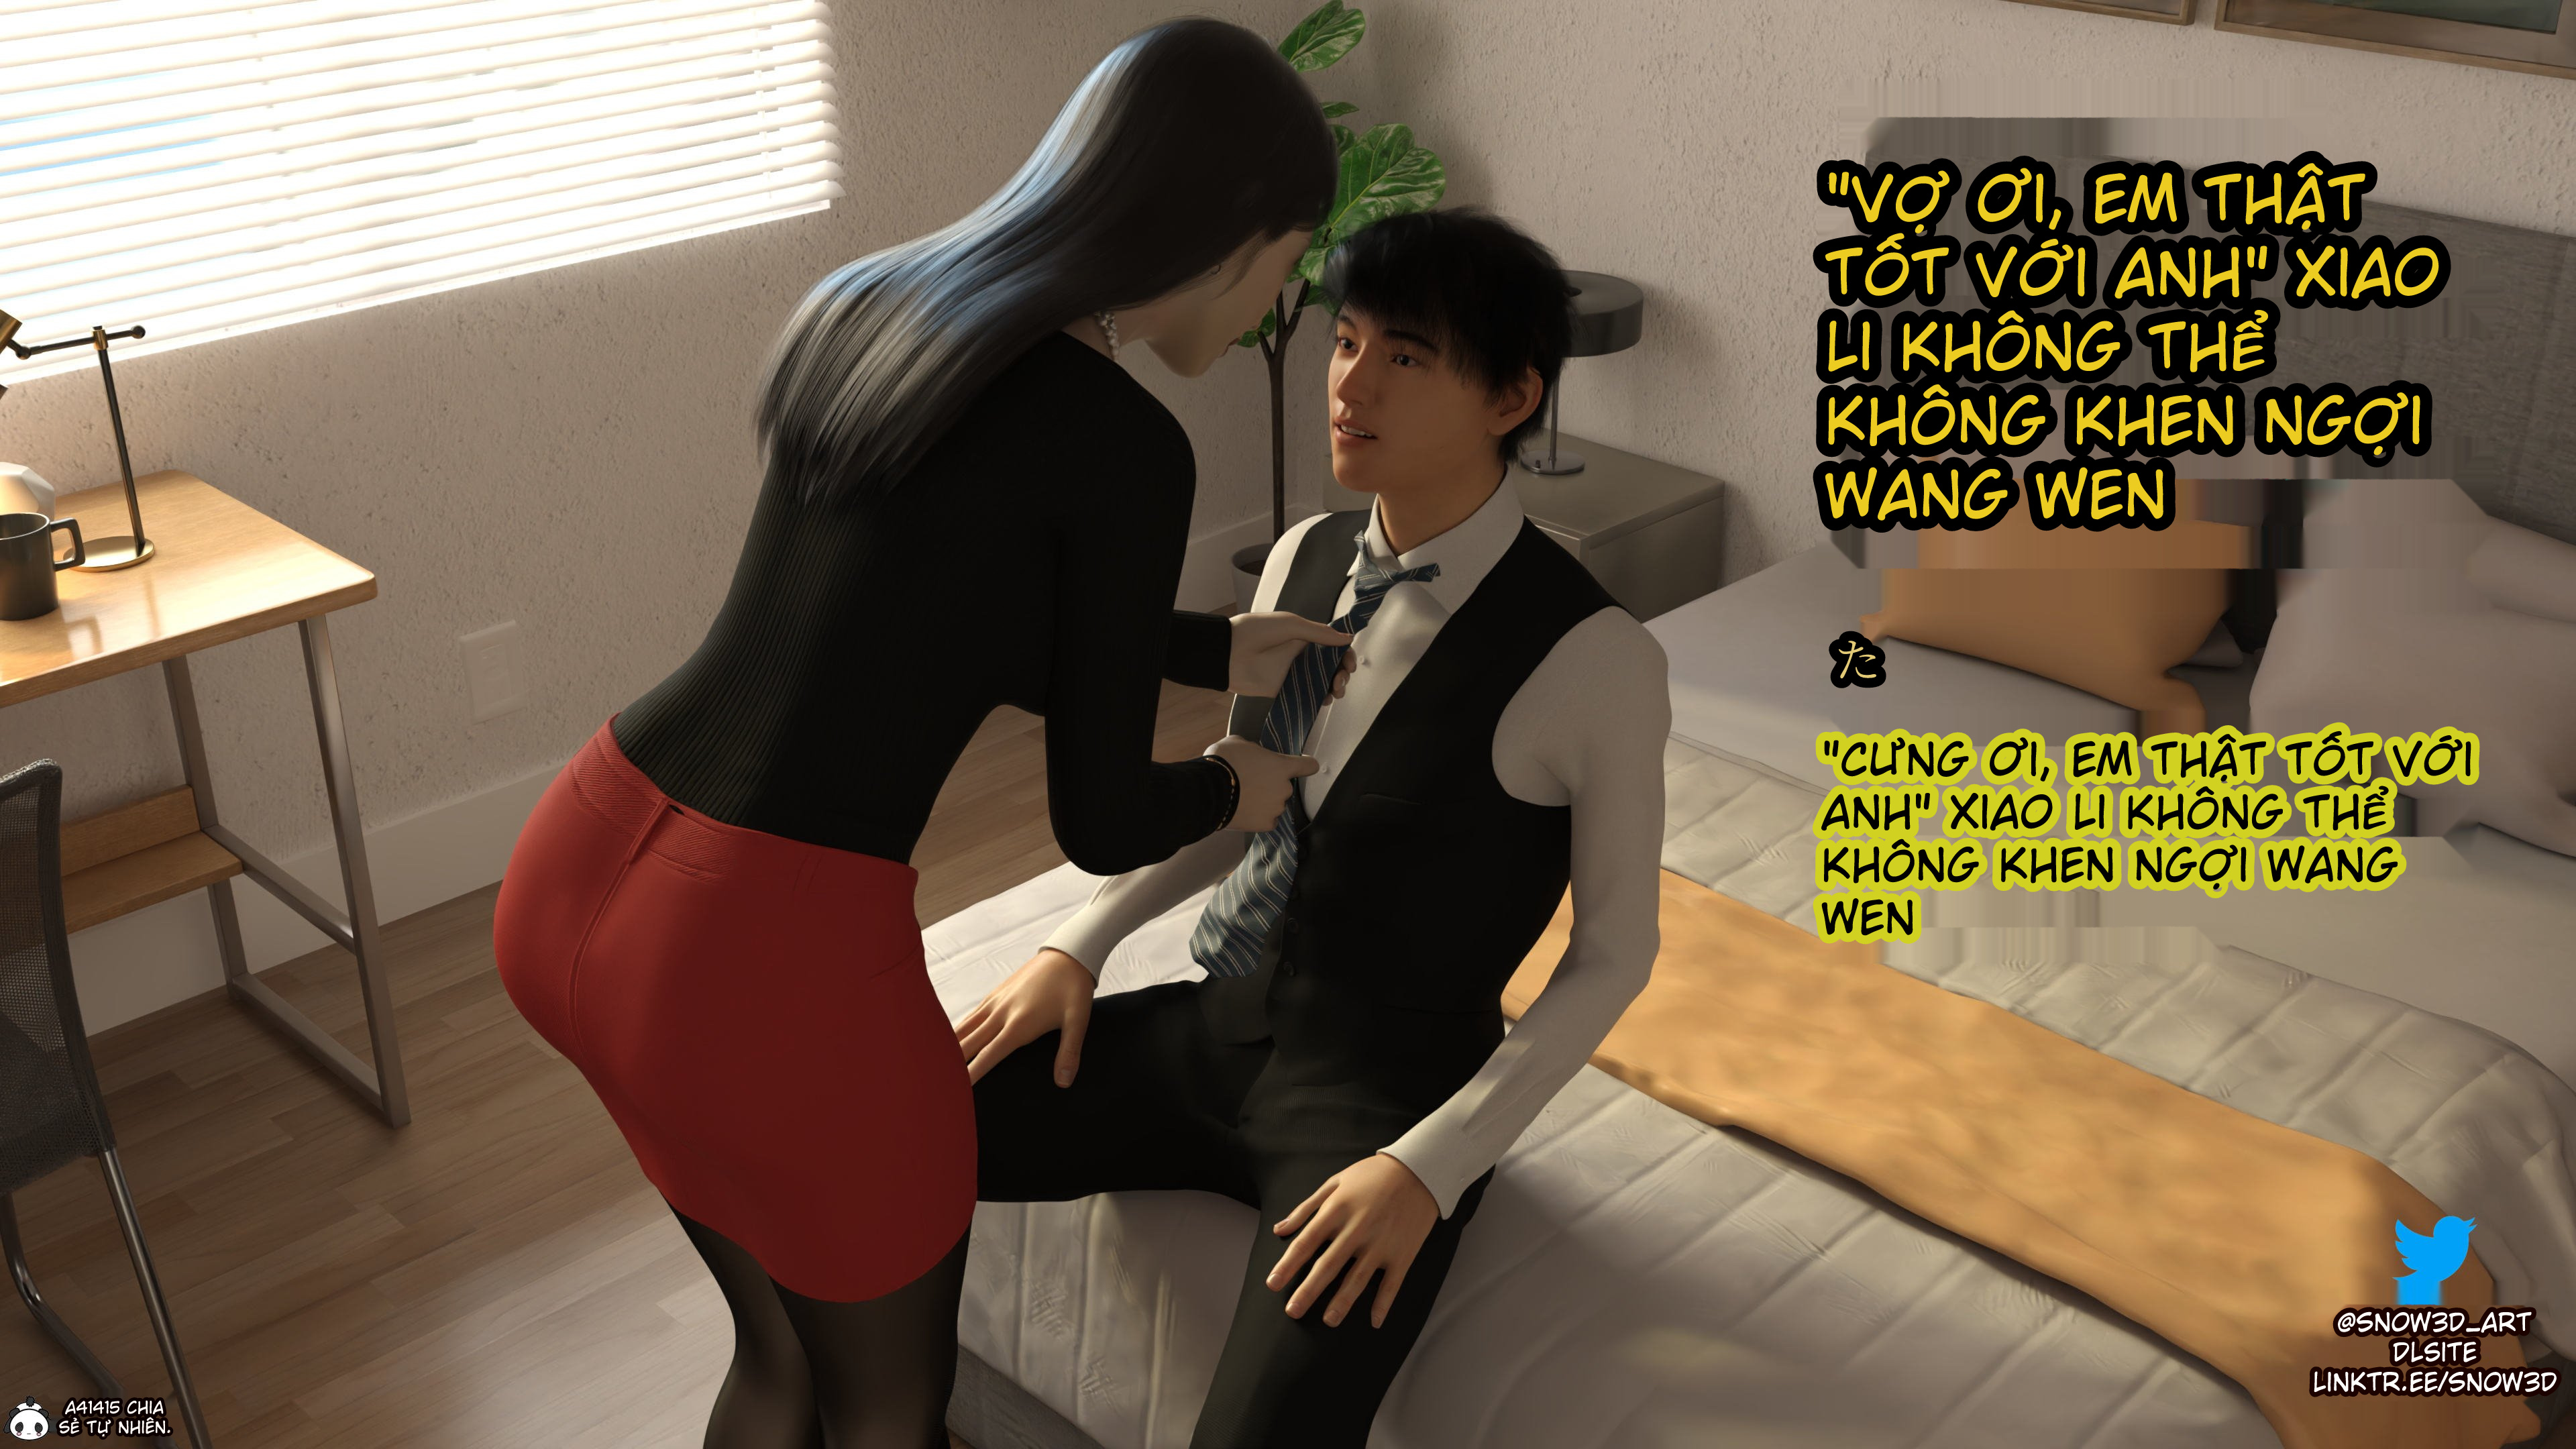 "VỢ ƠI, EM THẬT
TỐT VỚI ANH" XIAO
LI KHÔNG THỂ
KHÔNG KHEN NGỢI
WANG WEN
た
"CƯNG ƠI, EM THẬT TỐT VỚI
ANH" XIAO LI KHÔNG THỂ
KHÔNG KHEN NGỢI WANG
WEN
@SNOW3D_ART
DLSITE
LINKTR.EE/SNOW3D
A41415 CHIA
SẺ TỰ NHIÊN.